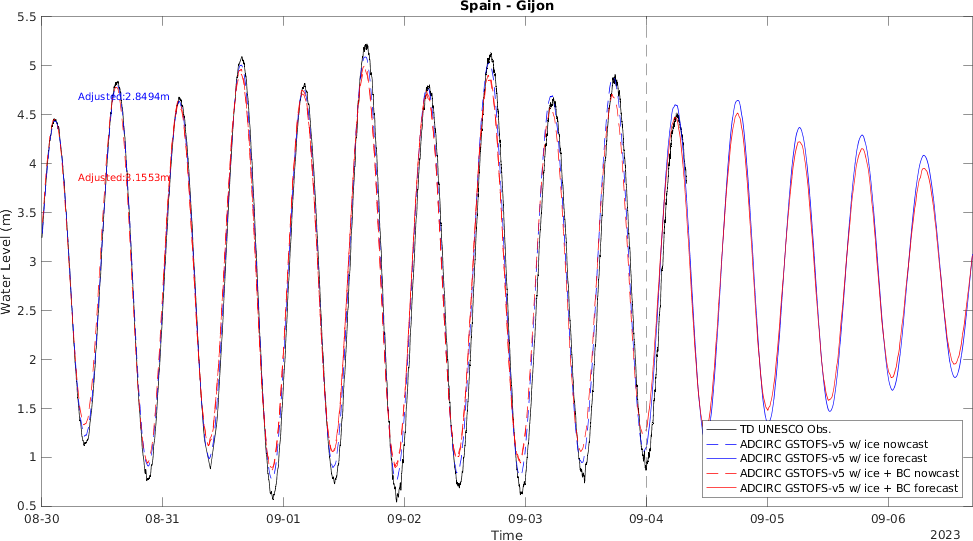 Spain - Gijon
5.5
5
4.5
4
3.5
3
2.5
2
1.5
1
0.5
Water Level (m)
Adjusted:2.8494m
Adjusted:3.1553m
TD UNESCO Obs.
ADCIRC GSTOFS-v5 w/ ice nowcast
ADCIRC GSTOFS-v5 w/ ice forecast
ADCIRC GSTOFS-v5 w/ ice + BC nowcast
ADCIRC GSTOFS-v5 w/ ice + BC forecast
08-30 08-31 09-01 09-02 09-03 09-04 09-05 09-06
Time
2023